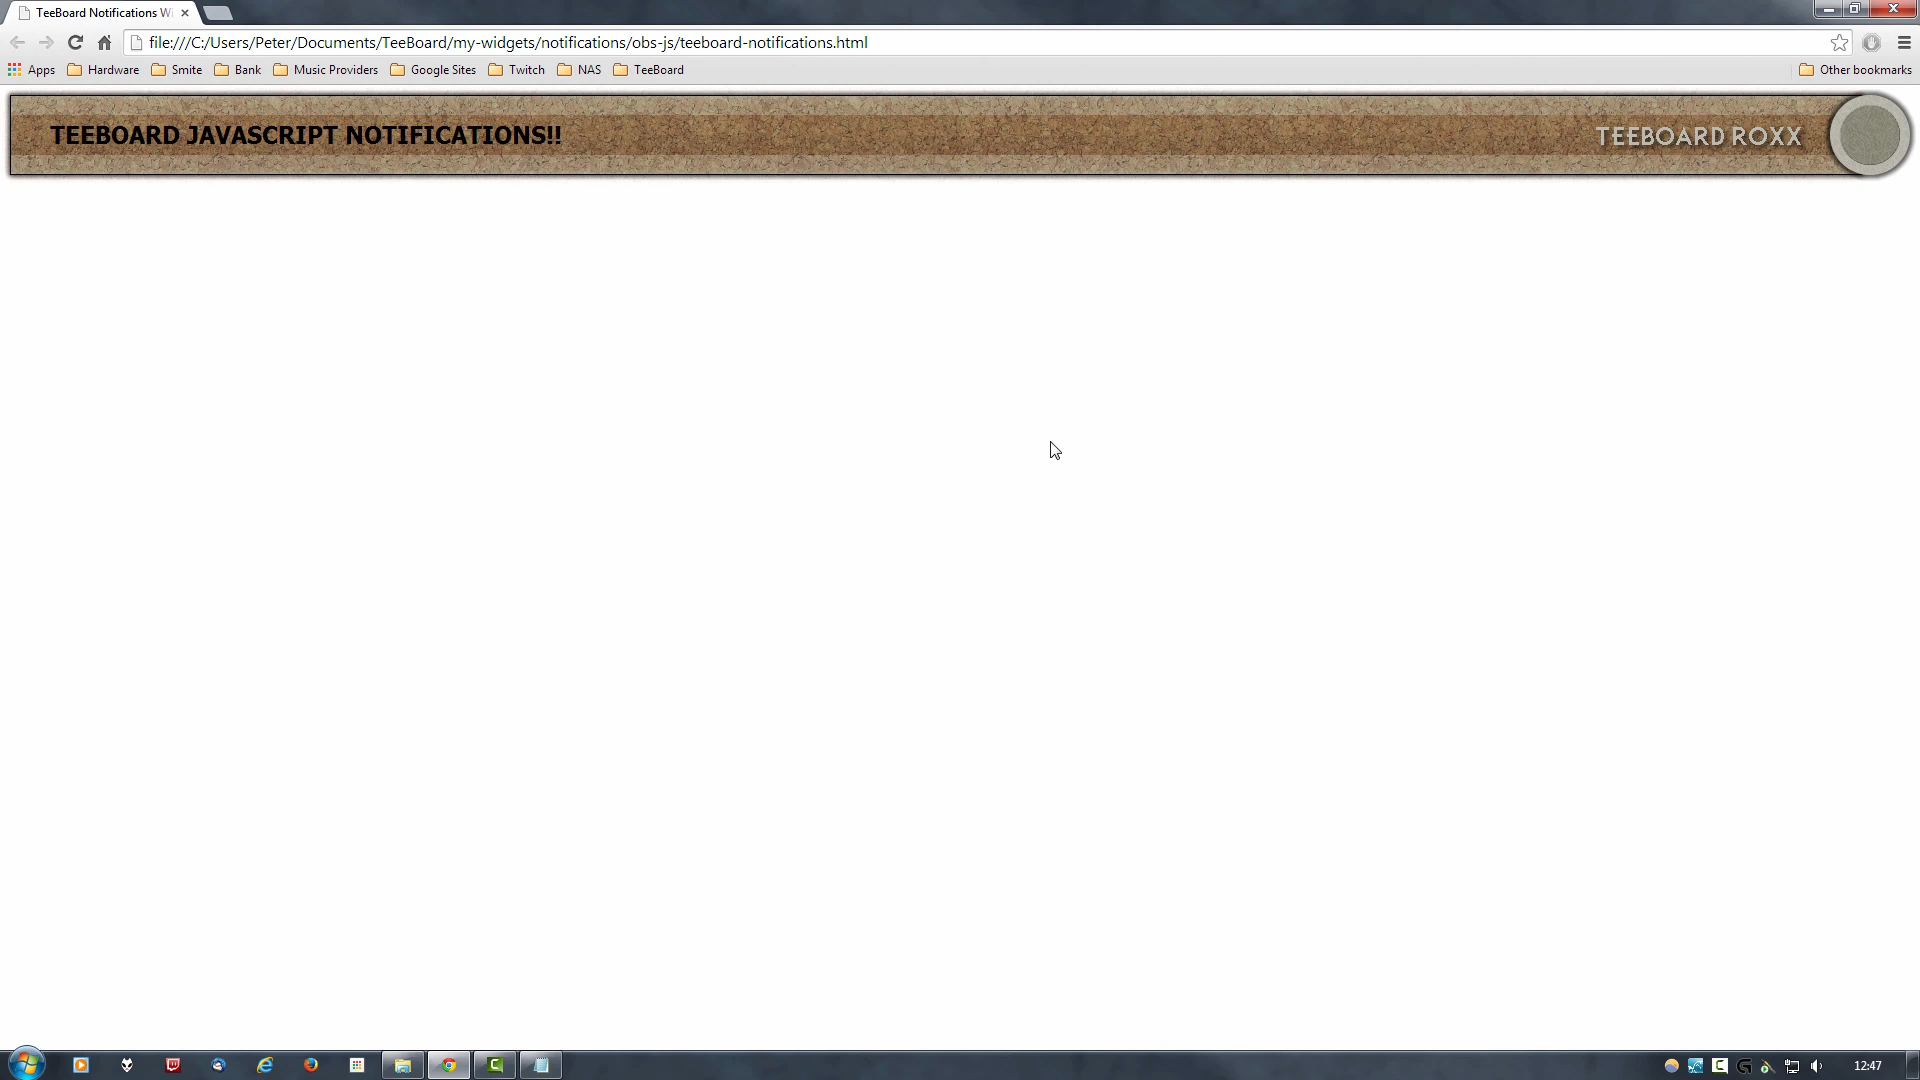 TeeBoard Notifications W
file:///C:/Users/Peter/Documents/TeeBoard/my-widgets/notifications/obs-js/teeboard-notifications.html
Apps Hardware Smite Bank Music Providers Google Sites Twitch NAS TeeBoard Other bookmarks
TEEBOARD JAVASCRIPT NOTIFICATIONS!! TEEBOARD ROXX
12:47